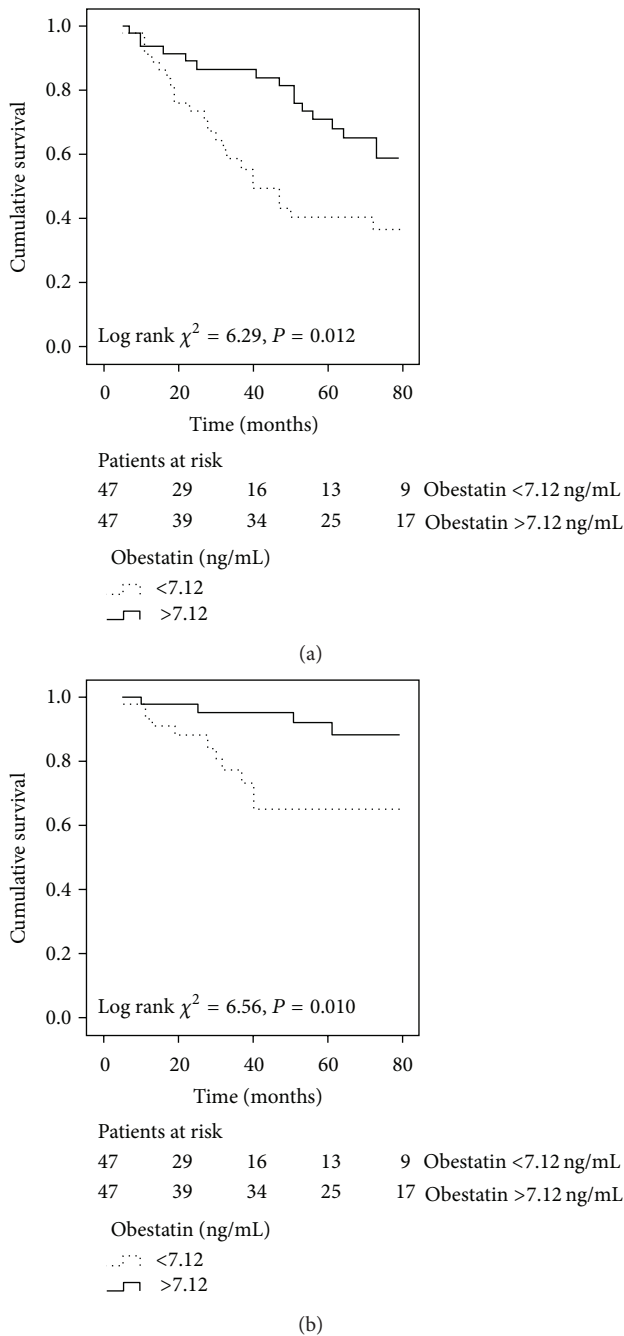 1.0
0.8
0.6
0.4
0.2
0.0
Cumulative survival
Log rank χ² = 6.29, P = 0.012
0 20 40 60 80
Time (months)
Patients at risk
47 29 16 13 9 Obestatin <7.12 ng/mL
47 39 34 25 17 Obestatin >7.12 ng/mL
Obestatin (ng/mL)
<7.12
>7.12
(a)
1.0
0.8
0.6
0.4
0.2
0.0
Cumulative survival
Log rank χ² = 6.56, P = 0.010
0 20 40 60 80
Time (months)
Patients at risk
47 29 16 13 9 Obestatin <7.12 ng/mL
47 39 34 25 17 Obestatin >7.12 ng/mL
Obestatin (ng/mL)
<7.12
>7.12
(b)